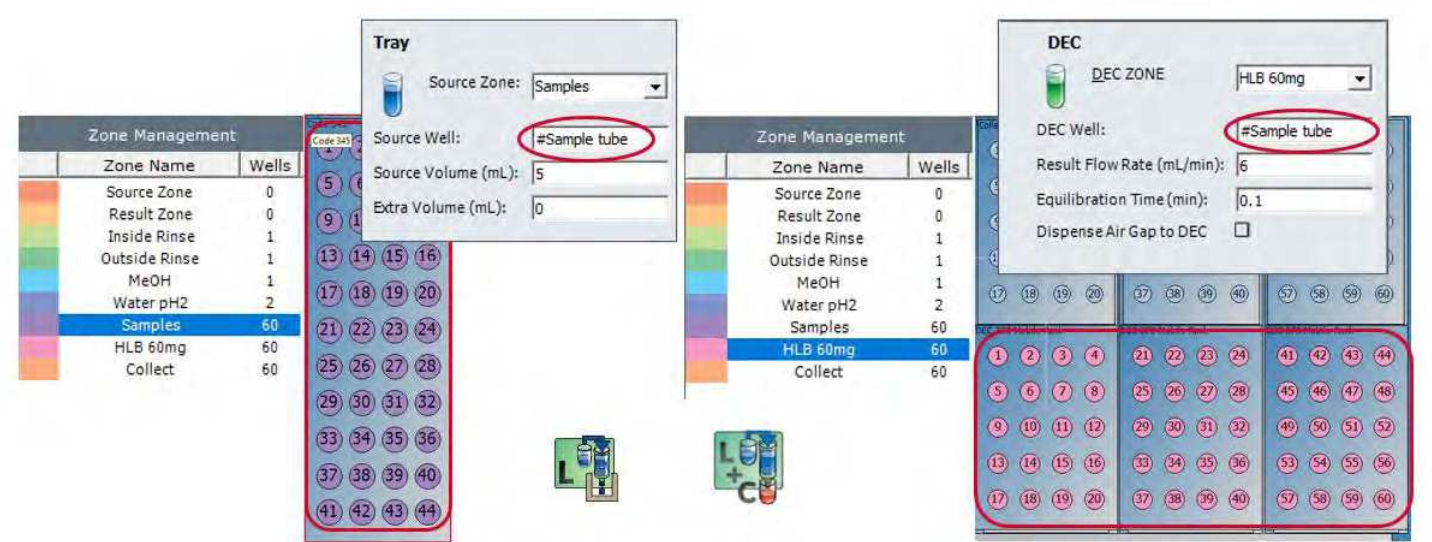 Tray
Source Zone: Samples
Source Well: #Sample tube
Source Volume (mL): 5
Extra Volume (mL): 0
Zone Management
Zone Name Wells
Source Zone 0
Result Zone 0
Inside Rinse 1
Outside Rinse 1
MeOH 1
Water pH2 2
Samples 60
HLB 60mg 60
Collect 60
Code 345
5
9
13 14 15 16
17 18 19 20
21 22 23 24
25 26 27 28
29 30 31 32
33 34 35 36
37 38 39 40
41 42 43 44
L
L
+
C
Zone Management
Zone Name Wells
Source Zone 0
Result Zone 0
Inside Rinse 1
Outside Rinse 1
MeOH 1
Water pH2 2
Samples 60
HLB 60mg 60
Collect 60
DEC
DEC ZONE HLB 60mg
DEC Well: #Sample tube
Result Flow Rate (mL/min): 6
Equilibration Time (min): 0.1
Dispense Air Gap to DEC
17 18 19 20 37 38 39 40 57 58 59 60
1 2 3 4 21 22 23 24 41 42 43 44
5 6 7 8 25 26 27 28 45 46 47 48
9 10 11 12 29 30 31 32 49 50 51 52
13 14 15 16 33 34 35 36 53 54 55 56
17 18 19 20 37 38 39 40 57 58 59 60